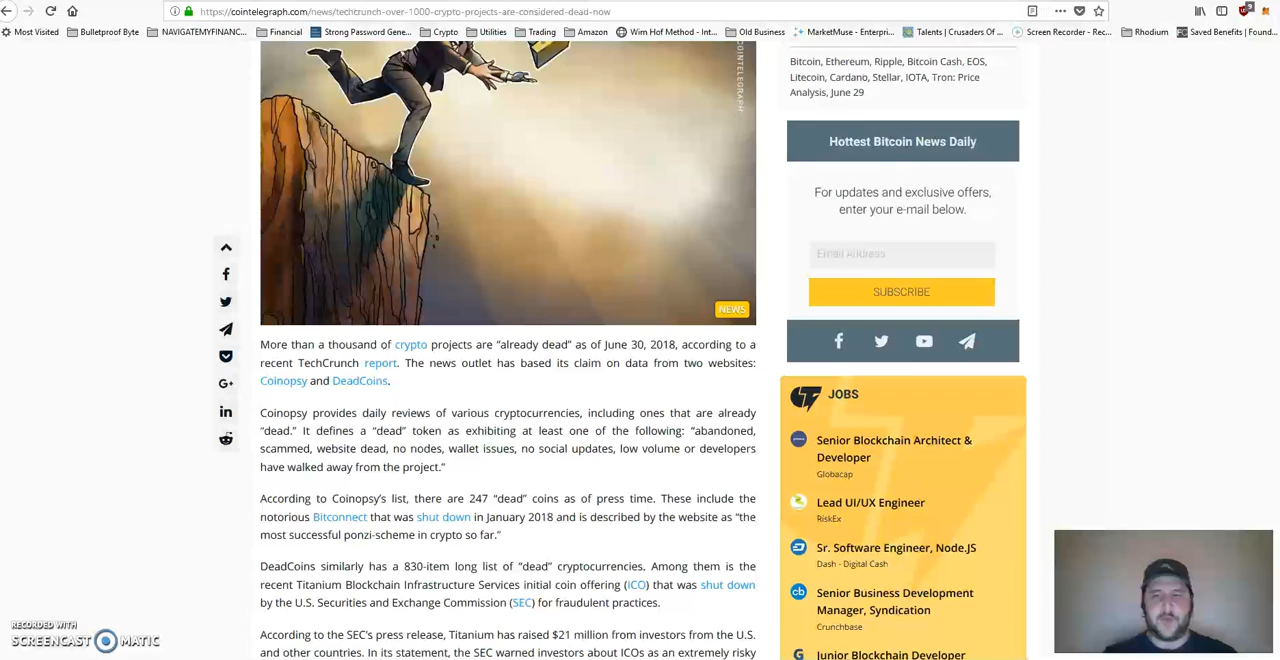 https://cointelegraph.com/news/techcrunch-over-1000-crypto-projects-are-considered-dead-now
Most Visited Bulletproof Byte NAVIGATEMYFINANC... Financial Strong Password Gene... Crypto Utilities Trading Amazon Wim Hof Method - Int... Old Business MarketMuse - Enterpri... Talents | Crusaders Of ... Screen Recorder - Rec... Rhodium Saved Benefits | Found...
COINTELEGRAPH
NEWS
More than a thousand of crypto projects are “already dead” as of June 30, 2018, according to a
recent TechCrunch report. The news outlet has based its claim on data from two websites:
Coinopsy and DeadCoins.
Coinopsy provides daily reviews of various cryptocurrencies, including ones that are already
“dead.” It defines a “dead” token as exhibiting at least one of the following: “abandoned,
scammed, website dead, no nodes, wallet issues, no social updates, low volume or developers
have walked away from the project.”
According to Coinopsy’s list, there are 247 “dead” coins as of press time. These include the
notorious Bitconnect that was shut down in January 2018 and is described by the website as “the
most successful ponzi-scheme in crypto so far.”
DeadCoins similarly has a 830-item long list of “dead” cryptocurrencies. Among them is the
recent Titanium Blockchain Infrastructure Services initial coin offering (ICO) that was shut down
by the U.S. Securities and Exchange Commission (SEC) for fraudulent practices.
According to the SEC's press release, Titanium has raised $21 million from investors from the U.S.
and other countries. In its statement, the SEC warned investors about ICOs as an extremely risky
Bitcoin, Ethereum, Ripple, Bitcoin Cash, EOS,
Litecoin, Cardano, Stellar, IOTA, Tron: Price
Analysis, June 29
Hottest Bitcoin News Daily
For updates and exclusive offers,
enter your e-mail below.
Email Address
SUBSCRIBE
JOBS
Senior Blockchain Architect &
Developer
Globacap
Lead UI/UX Engineer
RiskEx
Sr. Software Engineer, Node.JS
Dash - Digital Cash
Senior Business Development
Manager, Syndication
Crunchbase
Junior Blockchain Developer
RECORDED WITH
SCREENCAST MATIC